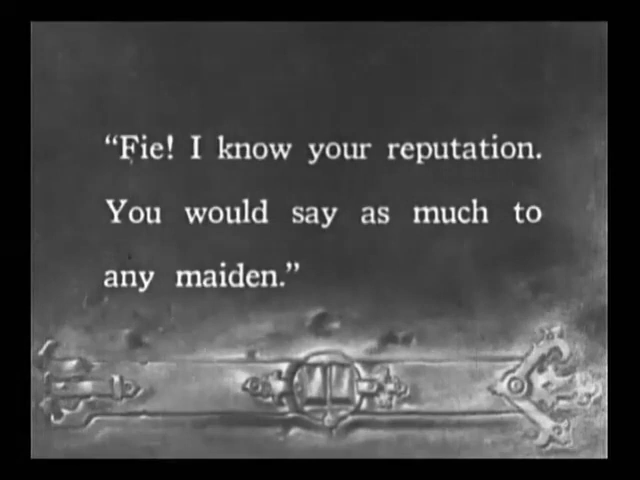 “Fie! I know your reputation.
You would say as much to
any maiden.”